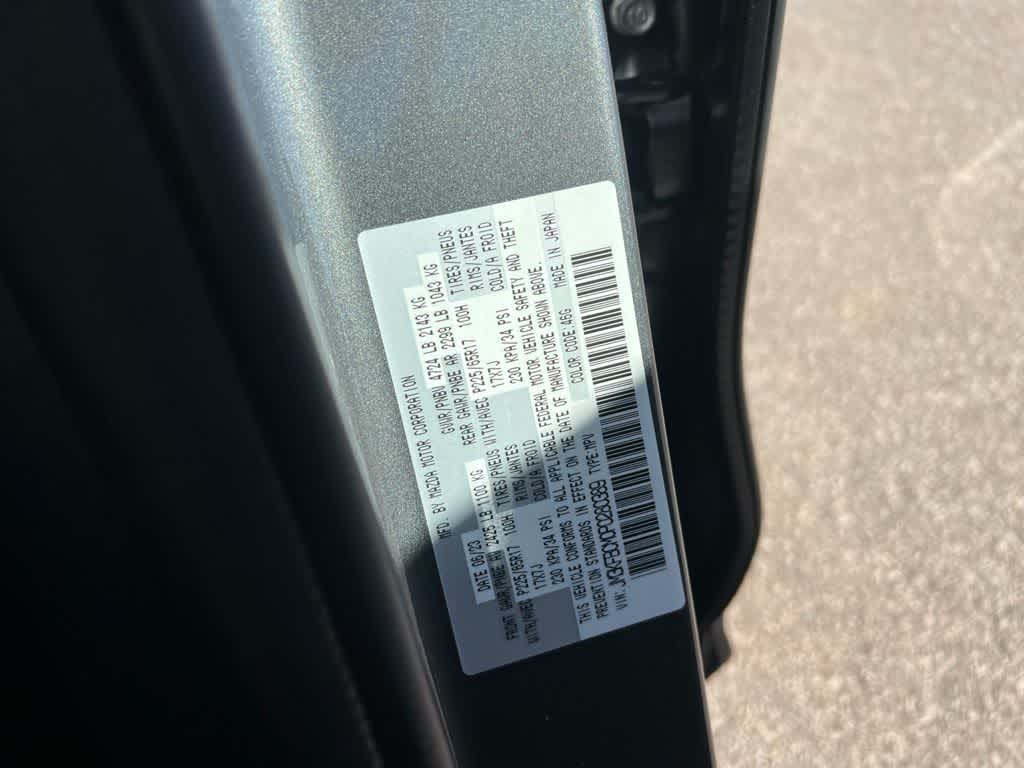 MFD. BY MAZDA MOTOR CORPORATION
DATE 06/23 GVWR/PNBV 4724 LB 2143 KG
FRONT GAWR/PNBE AV 2425 LB 1100 KG REAR GAWR/PNBE AR 2299 LB 1043 KG
WITH/AVEC P225/65R17 100H TIRES/PNEUS WITH/AVEC P225/65R17 100H TIRES/PNEUS
17X7J RIMS/JANTES 17X7J RIMS/JANTES
230 KPA/34 PSI COLD/A FROID 230 KPA/34 PSI COLD/A FROID
THIS VEHICLE CONFORMS TO ALL APPLICABLE FEDERAL MOTOR VEHICLE SAFETY AND THEFT
PREVENTION STANDARDS IN EFFECT ON THE DATE OF MANUFACTURE SHOWN ABOVE.
VIN: TYPE:MPV COLOR CODE:46G MADE IN JAPAN